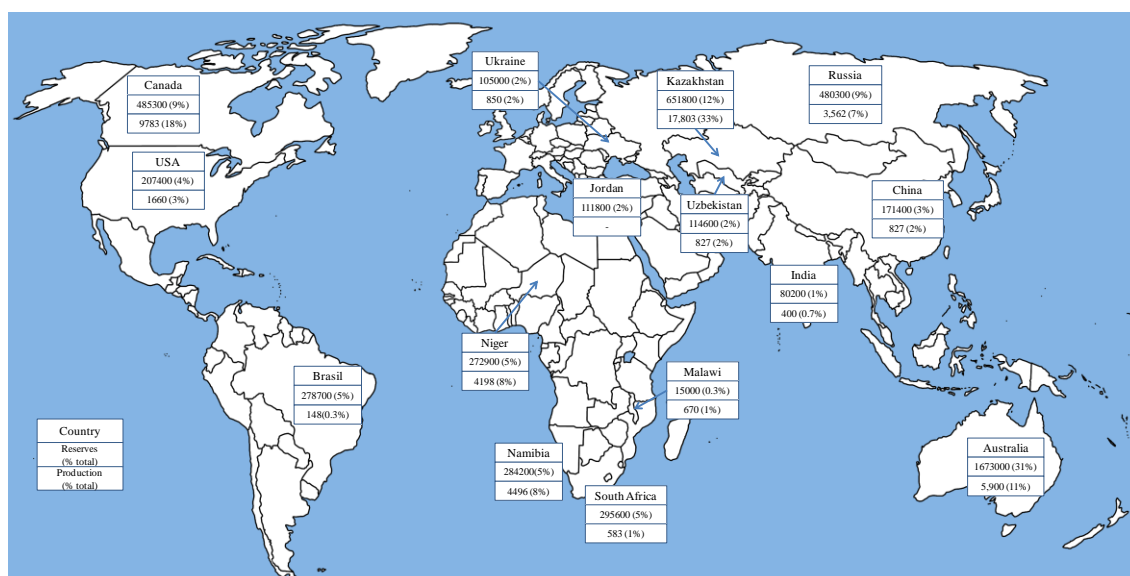 Canada
485300 (9%)
9783 (18%)
USA
207400 (4%)
1660 (3%)
Ukraine
105000 (2%)
850 (2%)
Kazakhstan
651800 (12%)
17,803 (33%)
Russia
480300 (9%)
3,562 (7%)
Jordan
111800 (2%)
-
Uzbekistan
114600 (2%)
827 (2%)
China
171400 (3%)
827 (2%)
India
80200 (1%)
400 (0.7%)
Niger
272900 (5%)
4198 (8%)
Brasil
278700 (5%)
148(0.3%)
Malawi
15000 (0.3%)
670 (1%)
Country
Reserves
(% total)
Production
(% total)
Namibia
284200(5%)
4496 (8%)
South Africa
295600 (5%)
583 (1%)
Australia
1673000 (31%)
5,900 (11%)